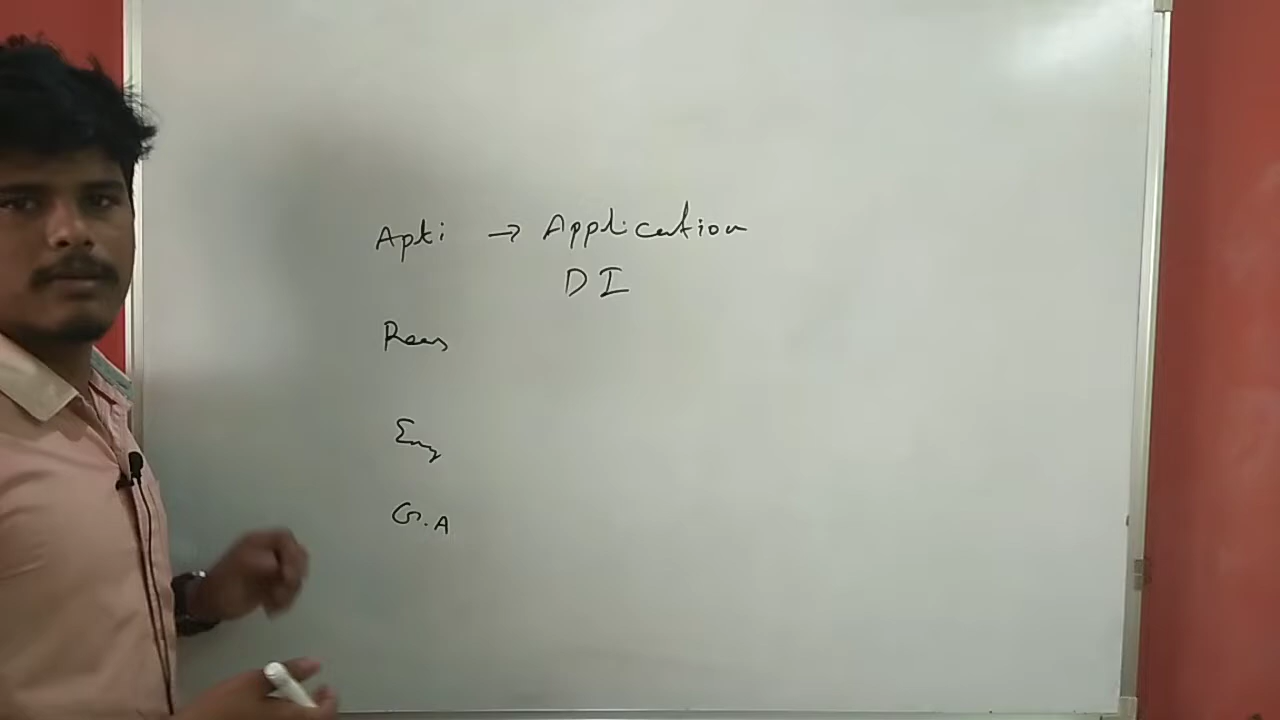 Apti → Application
DI
Reas
Eng
G.A